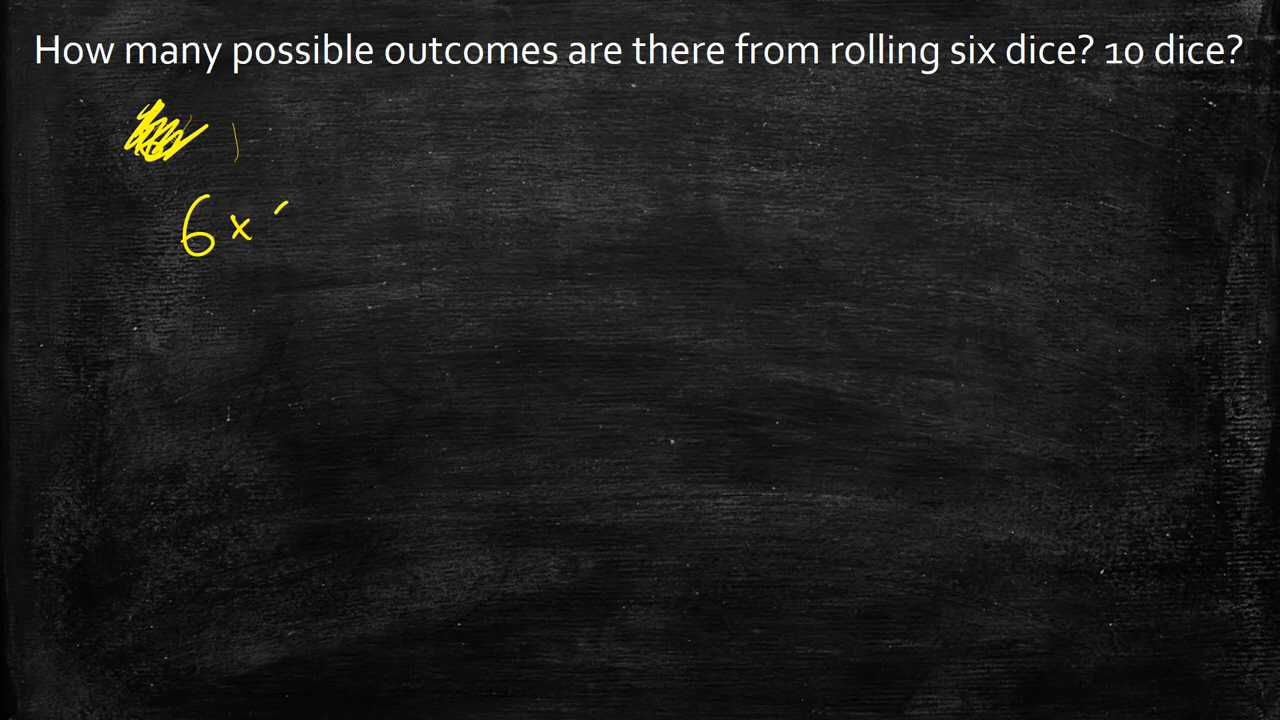 How many possible outcomes are there from rolling six dice? 10 dice?
6 x